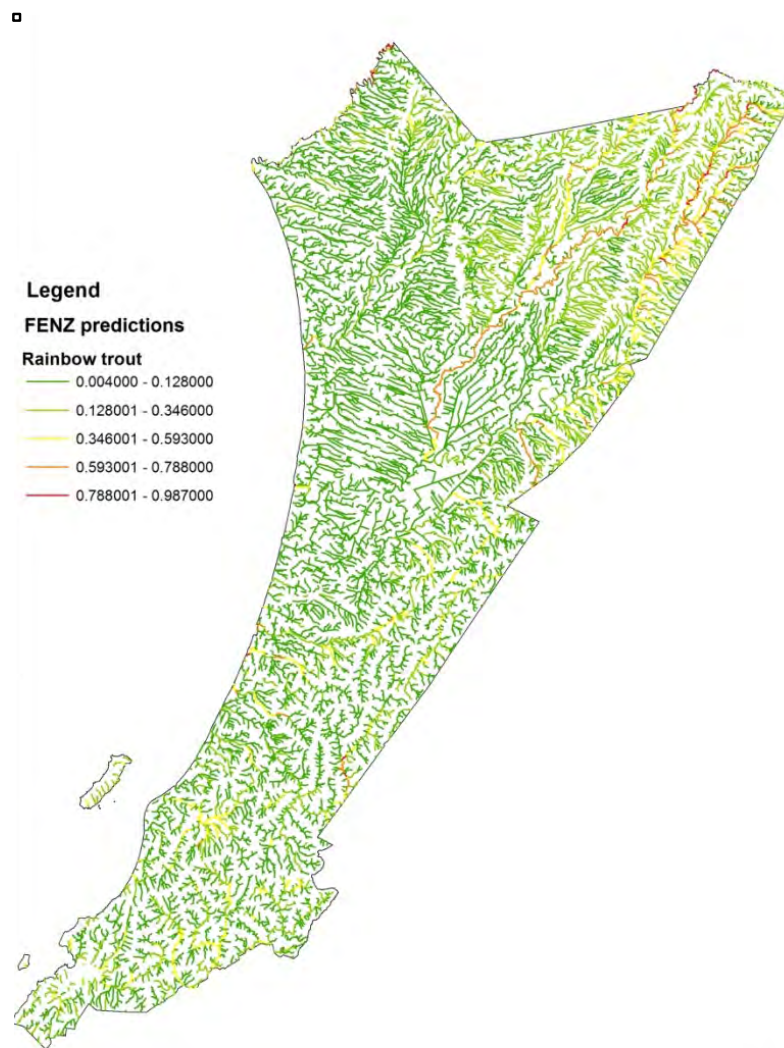 Legend
FENZ predictions
Rainbow trout
0.004000 - 0.128000
0.128001 - 0.346000
0.346001 - 0.593000
0.593001 - 0.788000
0.788001 - 0.987000